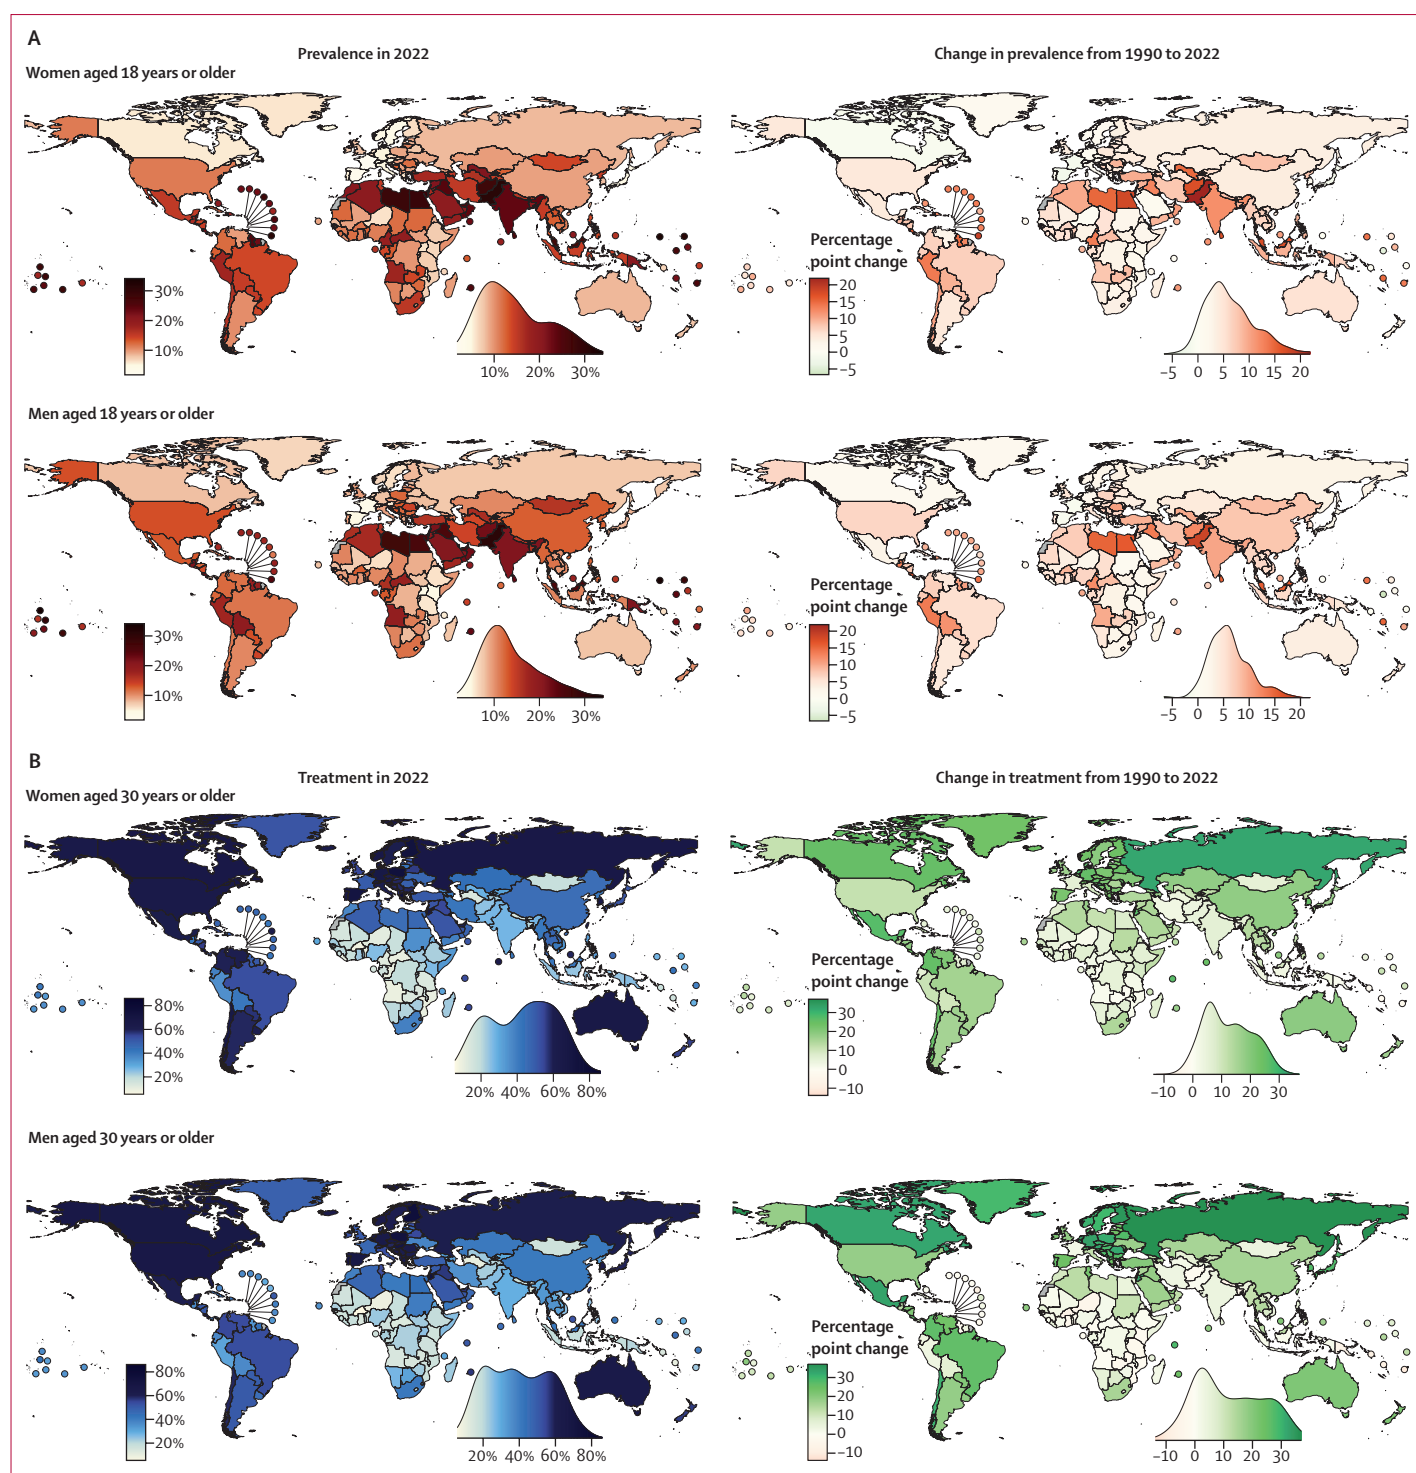 A
Prevalence in 2022
Change in prevalence from 1990 to 2022
Women aged 18 years or older
30%
20%
10%
10% 20% 30%
Percentage
point change
20
15
10
5
0
−5
−5 0 5 10 15 20
Men aged 18 years or older
30%
20%
10%
10% 20% 30%
Percentage
point change
20
15
10
5
0
−5
−5 0 5 10 15 20
B
Treatment in 2022
Change in treatment from 1990 to 2022
Women aged 30 years or older
80%
60%
40%
20%
20% 40% 60% 80%
Percentage
point change
30
20
10
0
−10
−10 0 10 20 30
Men aged 30 years or older
80%
60%
40%
20%
20% 40% 60% 80%
Percentage
point change
30
20
10
0
−10
−10 0 10 20 30